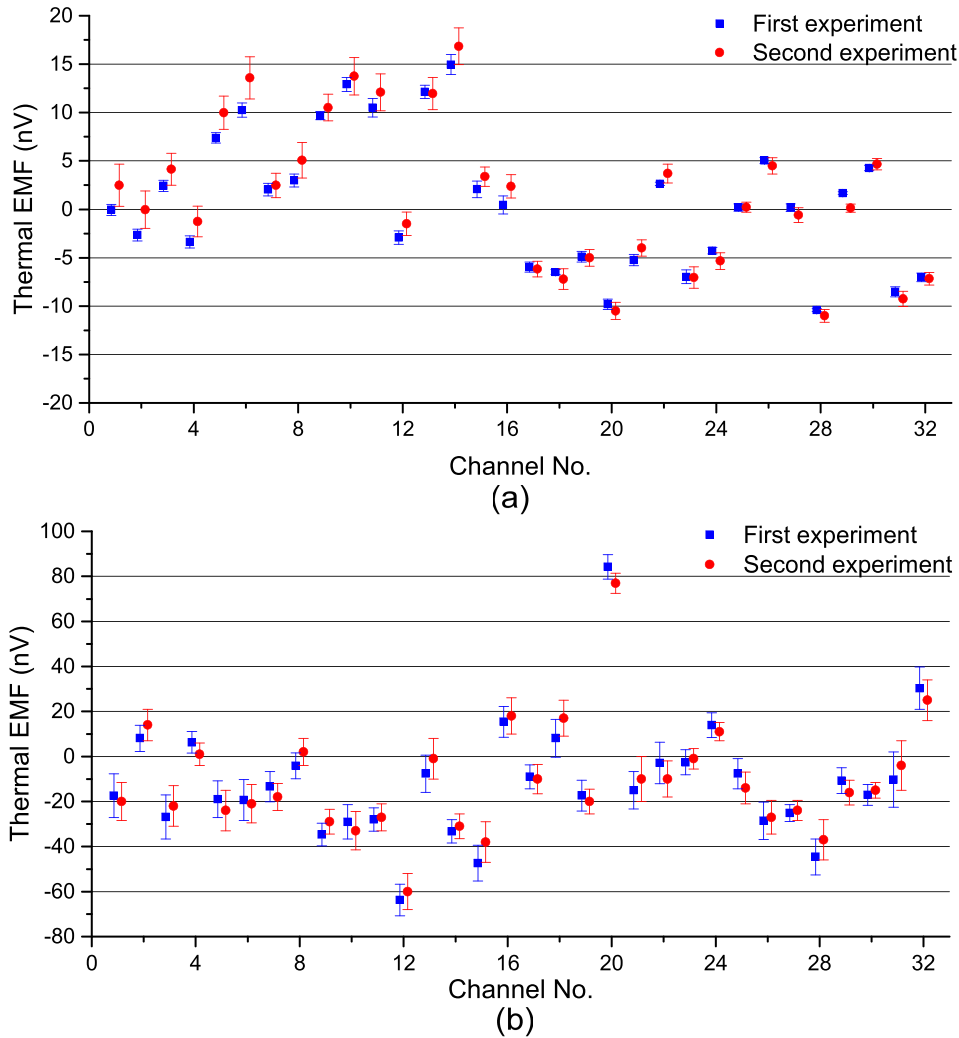 First experiment
Second experiment
20
15
10
5
0
-5
-10
-15
-20
Thermal EMF (nV)
0 4 8 12 16 20 24 28 32
Channel No.
(a)
First experiment
Second experiment
100
80
60
40
20
0
-20
-40
-60
-80
Thermal EMF (nV)
0 4 8 12 16 20 24 28 32
Channel No.
(b)